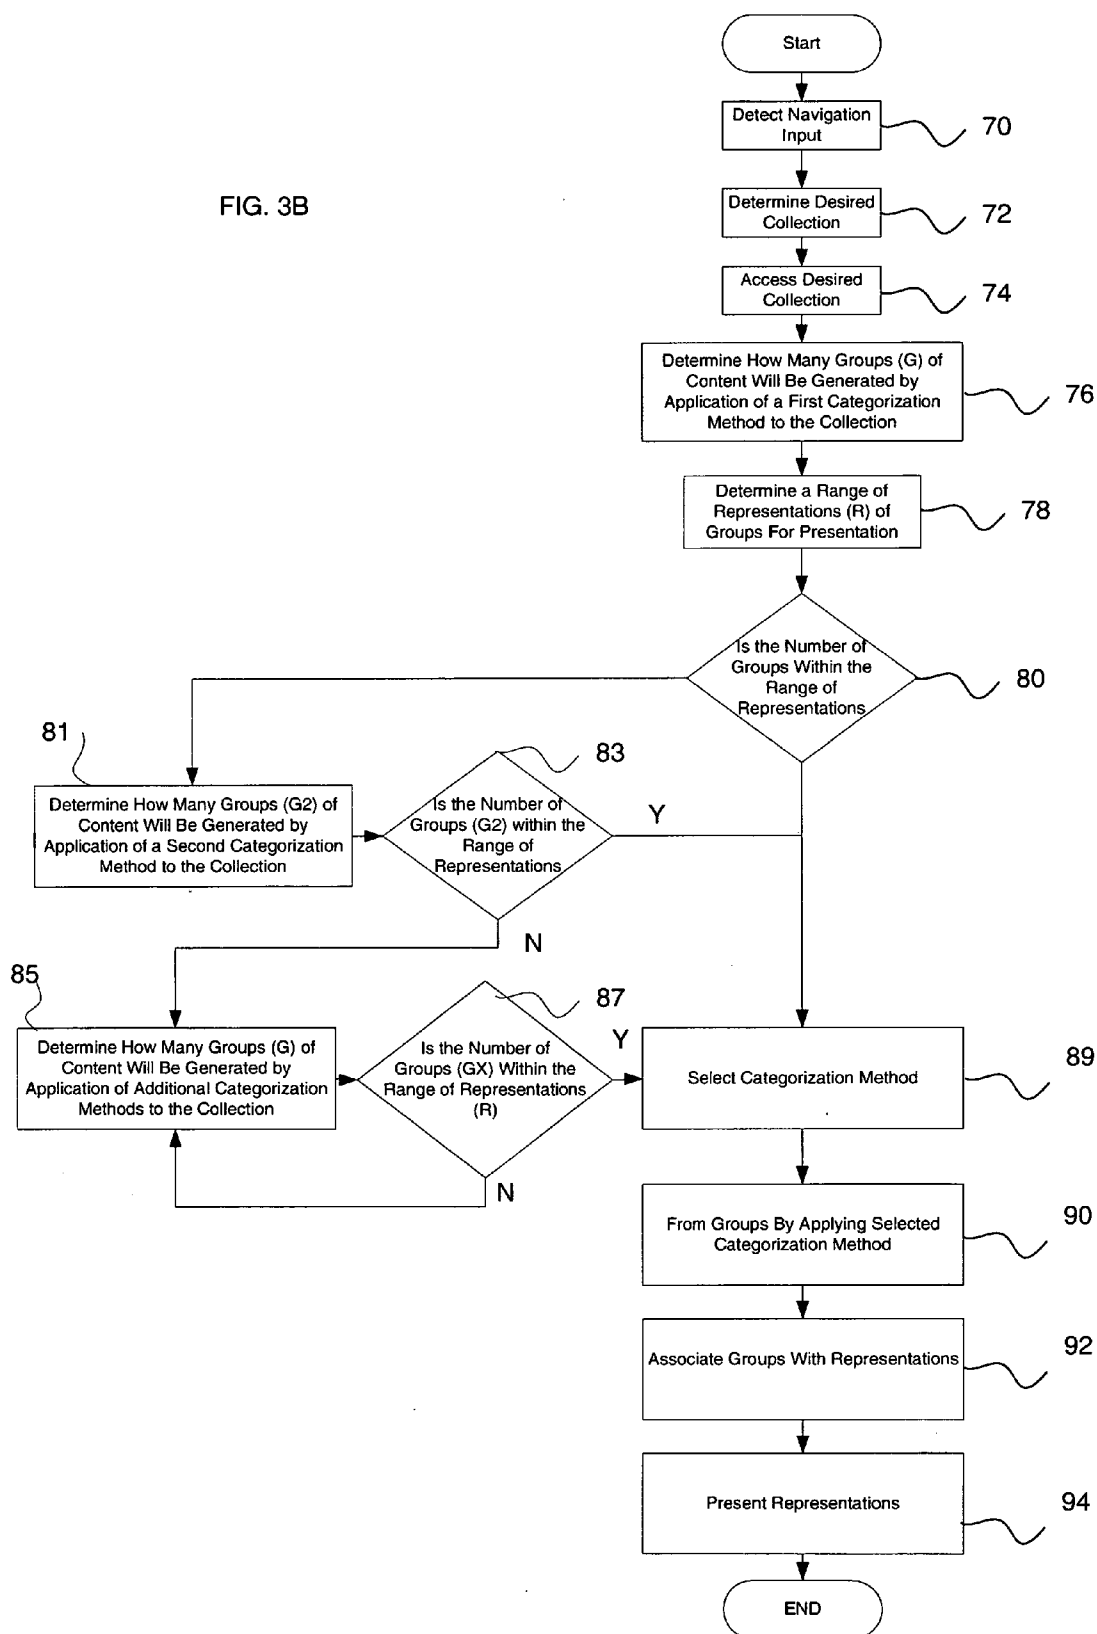 Start
Detect Navigation
Input
70
FIG. 3B
Determine Desired
Collection
72
Access Desired
Collection
74
Determine How Many Groups (G) of
Content Will Be Generated by
Application of a First Categorization
Method to the Collection
76
Determine a Range of
Representations (R) of
Groups For Presentation
78
Is the Number of
Groups Within the
Range of
Representations
80
81
Determine How Many Groups (G2) of
Content Will Be Generated by
Application of a Second Categorization
Method to the Collection
83
Is the Number of
Groups (G2) within the
Range of
Representations
Y
N
85
Determine How Many Groups (G) of
Content Will Be Generated by
Application of Additional Categorization
Methods to the Collection
87
Is the Number of
Groups (GX) Within the
Range of Representations
(R)
Y
N
Select Categorization Method
89
From Groups By Applying Selected
Categorization Method
90
Associate Groups With Representations
92
Present Representations
94
END